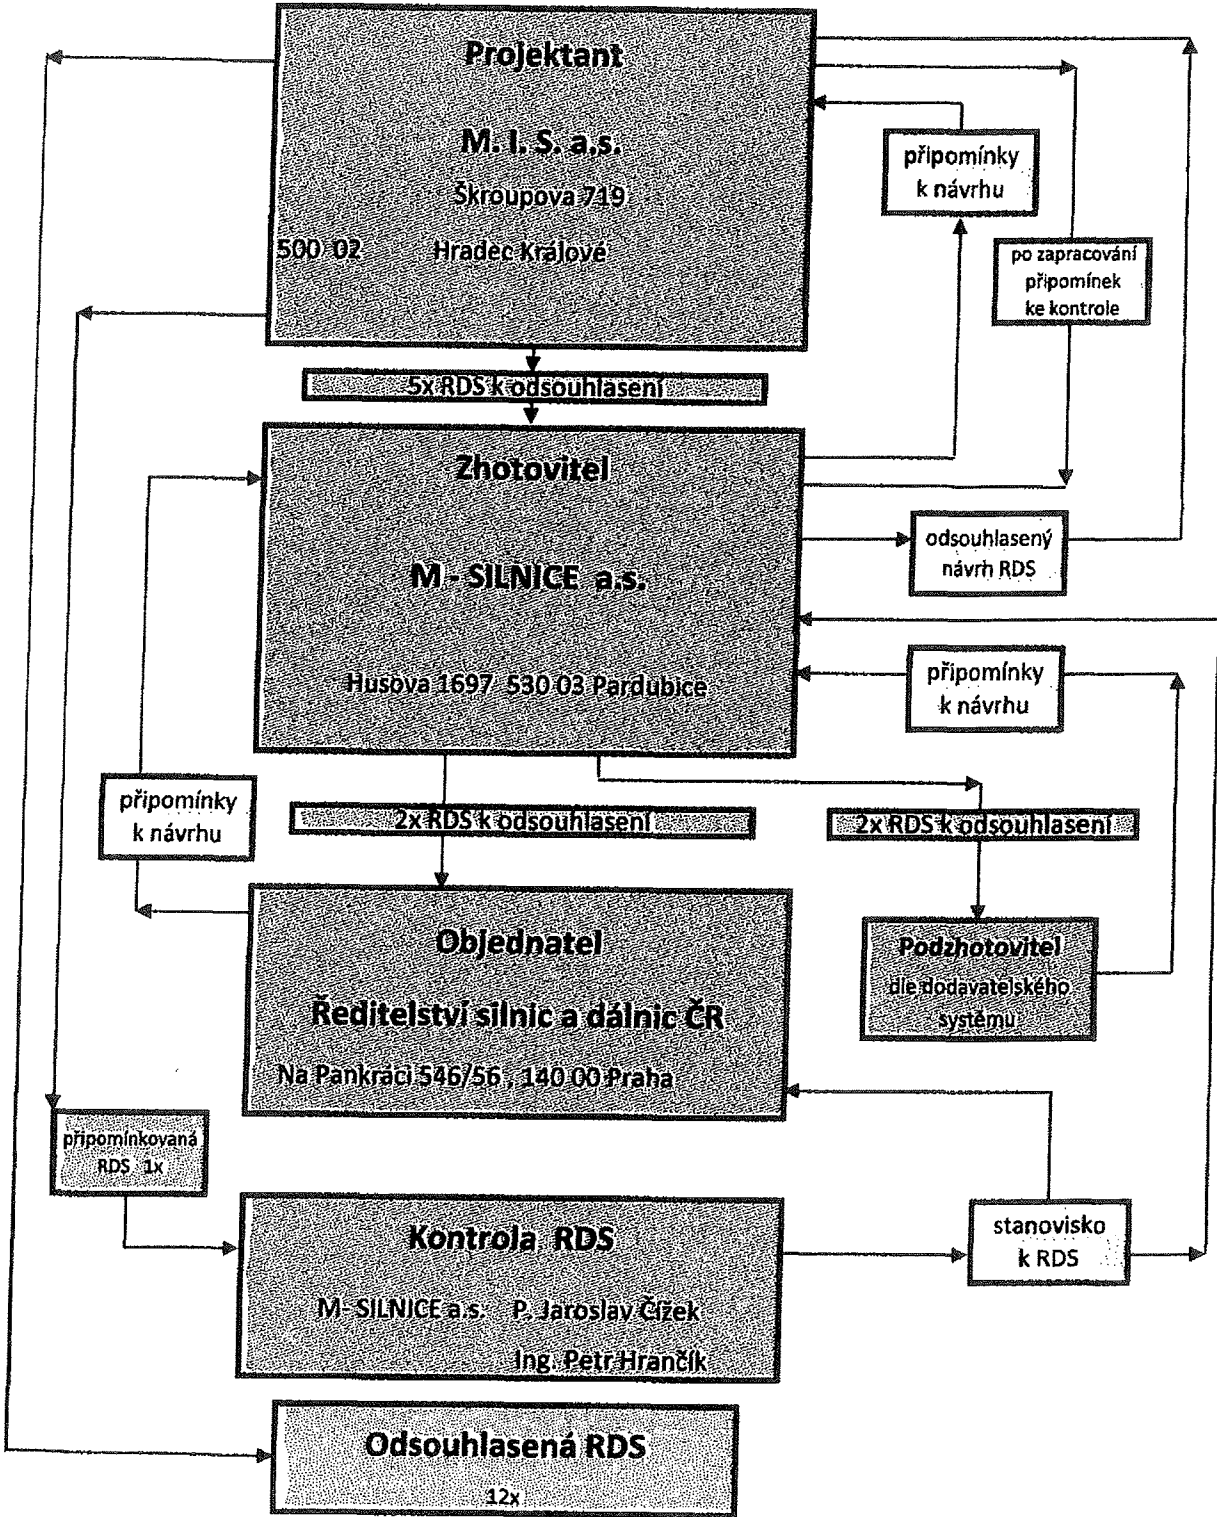 Projektant
M. I. S. a.s.
Škroupova 719
500 02 Hradec Králové
připomínky
k návrhu
po zapracování
připomínek
ke kontrole
5x RDS k odsouhlasení
Zhotovitel
M - SILNICE a.s.
Husova 1697 530 03 Pardubice
odsouhlasený
návrh RDS
připomínky
k návrhu
připomínky
k návrhu
2x RDS k odsouhlasení
2x RDS k odsouhlasení
Objednatel
Ředitelství silnic a dálnic ČR
Na Pankráci 546/56 , 140 00 Praha
Podzhotovitel
dle dodavatelského
systému
připomínkovaná
RDS 1x
Kontrola RDS
M- SILNICE a.s. P. Jaroslav Čížek
Ing. Petr Hrančík
stanovisko
k RDS
Odsouhlasená RDS
12x